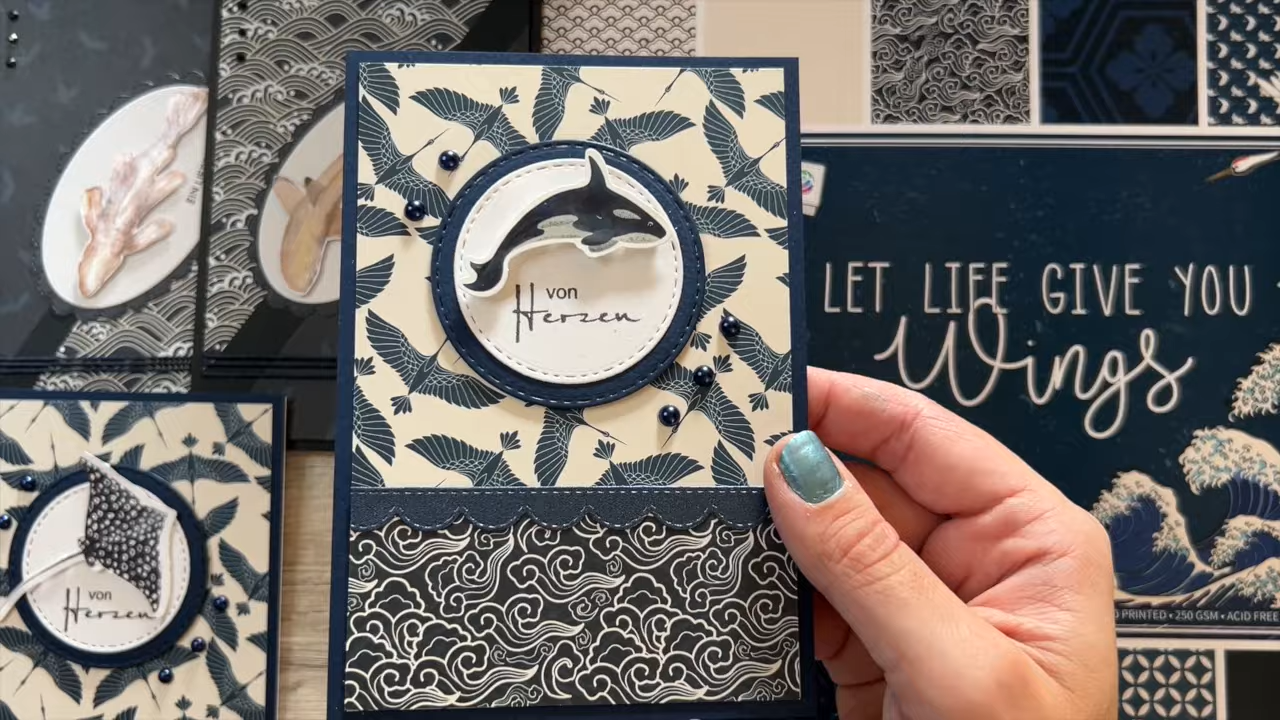 von
Herzen
LET LIFE GIVE YOU
Wings
PRINTED • 250 GSM • ACID FREE
von
Herzen